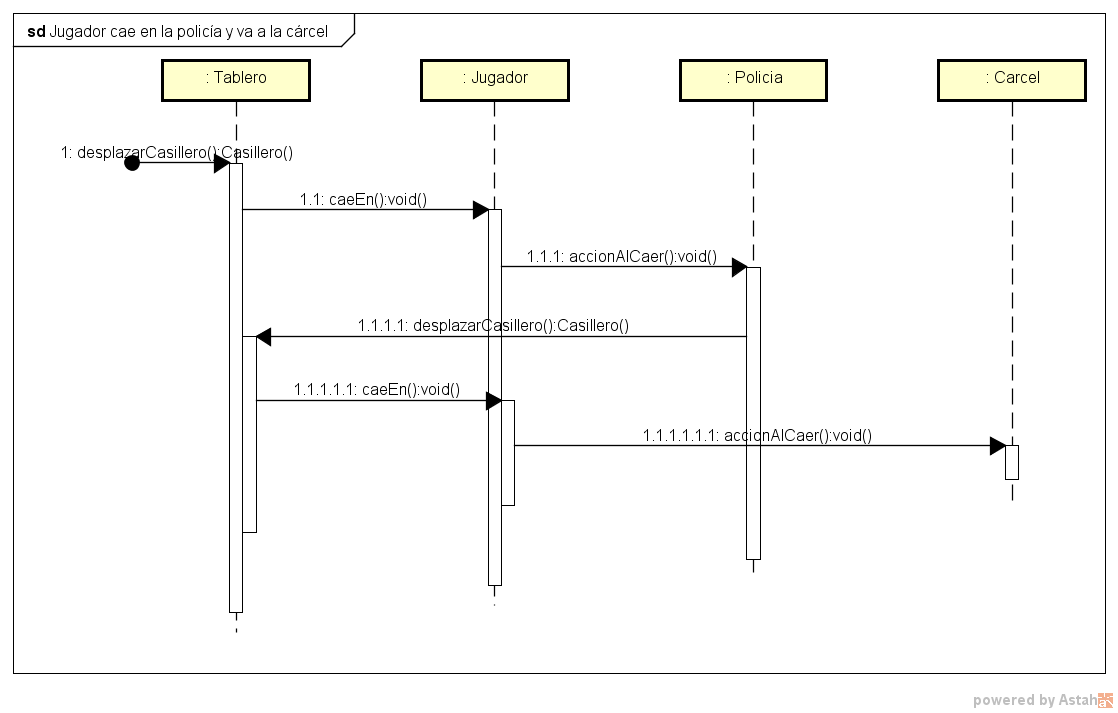 sd Jugador cae en la policía y va a la cárcel
: Tablero
: Jugador
: Policia
: Carcel
1: desplazarCasillero():Casillero()
1.1: caeEn():void()
1.1.1: accionAlCaer():void()
1.1.1.1: desplazarCasillero():Casillero()
1.1.1.1.1: caeEn():void()
1.1.1.1.1.1: accionAlCaer():void()
powered by Astah